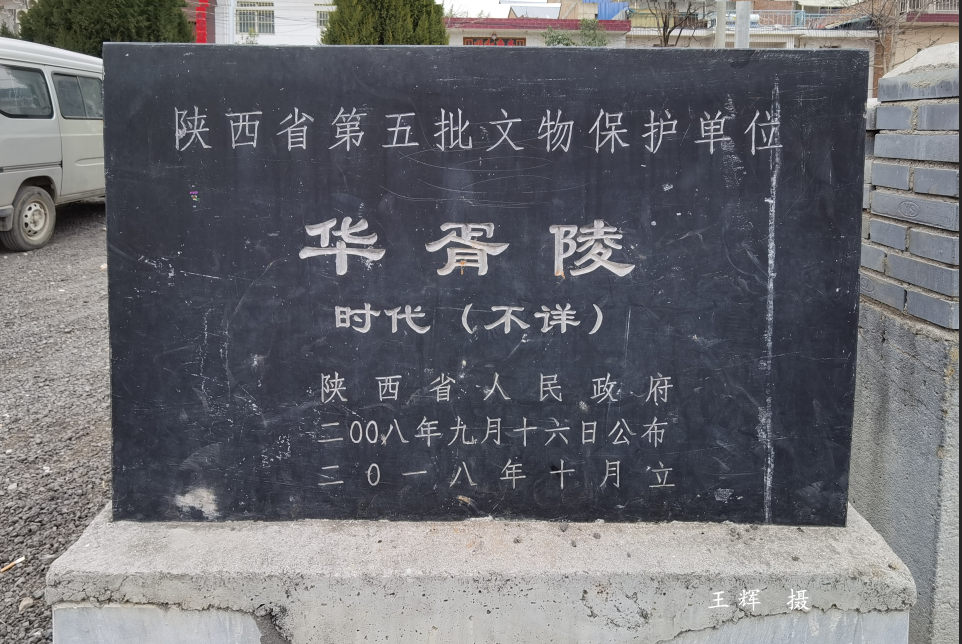 陕西省第五批文物保护单位
华胥陵
时代（不详）
陕西省人民政府
二00八年九月十六日公布
二0一八年十月立
王辉 摄